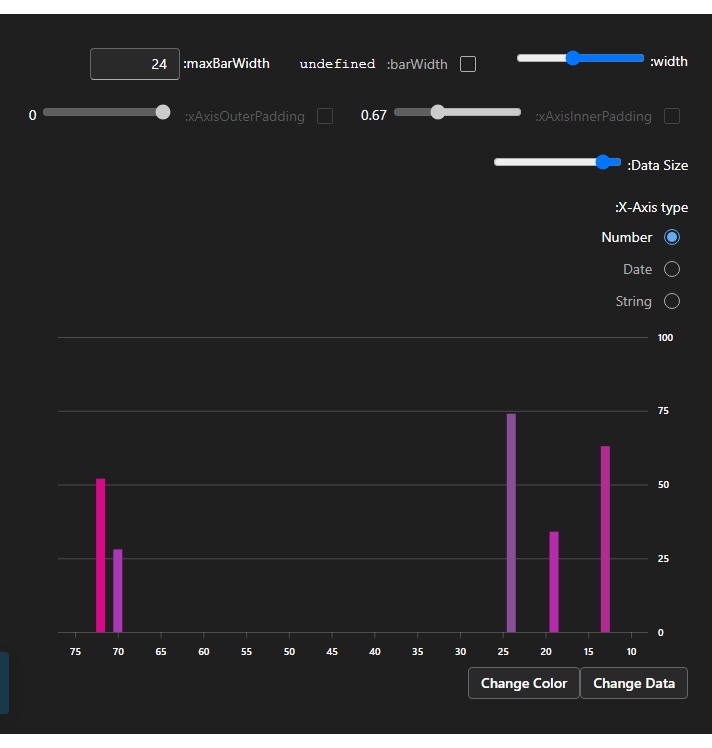 :width
undefined :barWidth
24 :maxBarWidth
:xAxisInnerPadding 0.67
:xAxisOuterPadding 0
:Data Size
:X-Axis type
Number
Date
String
100
75
50
25
0
75 70 65 60 55 50 45 40 35 30 25 20 15 10
Change Color Change Data